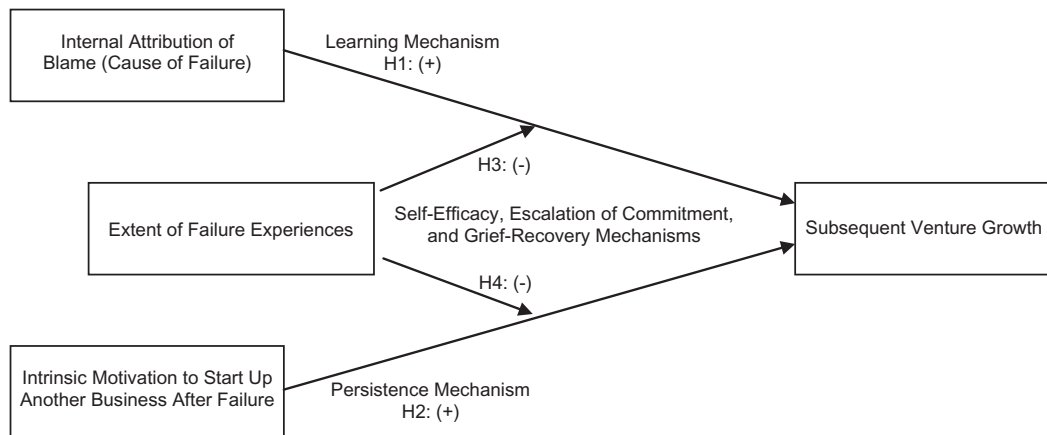 Internal Attribution of
Blame (Cause of Failure)
Learning Mechanism
H1: (+)
H3: (-)
Extent of Failure Experiences
Self-Efficacy, Escalation of Commitment,
and Grief-Recovery Mechanisms
Subsequent Venture Growth
H4: (-)
Intrinsic Motivation to Start Up
Another Business After Failure
Persistence Mechanism
H2: (+)